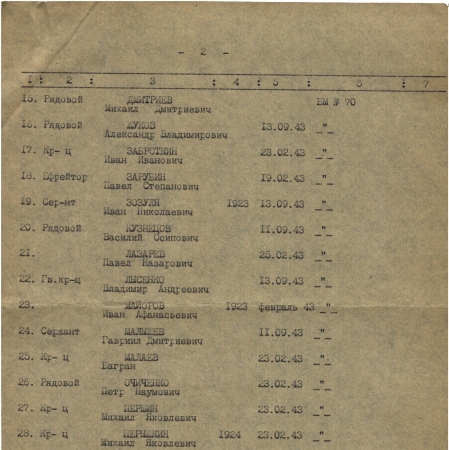 - 2 -
1 : 2 : 3 : 4 : 5 : 6 : 7
15. Рядовой ДМИТРИЕВ БМ № 70
Михаил Дмитриевич
16. Рядовой ЖУКОВ 13.09.43 _"_
Александр Владимирович
17. Кр-ц ЗАБРОТКИН 23.02.43 _"_
Иван Иванович
18. Ефрейтор ЗАРУБИН 19.02.43 _"_
Павел Степанович
19. Сер-нт ЗОЗУЛЯ 1923 13.09.43 _"_
Иван Николаевич
20. Рядовой КУЗНЕЦОВ 11.09.43 _"_
Василий Осипович
21. ЛАЗАРЕВ 25.02.43 _"_
Павел Назарович
22. Гв.кр-ц ЛЫСЕНКО 13.09.43 _"_
Владимир Андреевич
23. МАЙОРОВ 1923 февраль 43 _"_
Иван Афанасьевич
24. Сержант МАЛЫШЕВ 11.09.43 _"_
Гавриил Дмитриевич
25. Кр-ц МАЛАЕВ 23.02.43 _"_
Багран
26. Рядовой ОЧИЧЕНКО 23.02.43 _"_
Петр Наумович
27. Кр-ц ПЕРШИН 23.02.43 _"_
Михаил Яковлевич
28. Кр-ц ПЕРЫШКИН 1924 23.02.43 _"_
Михаил Яковлевич